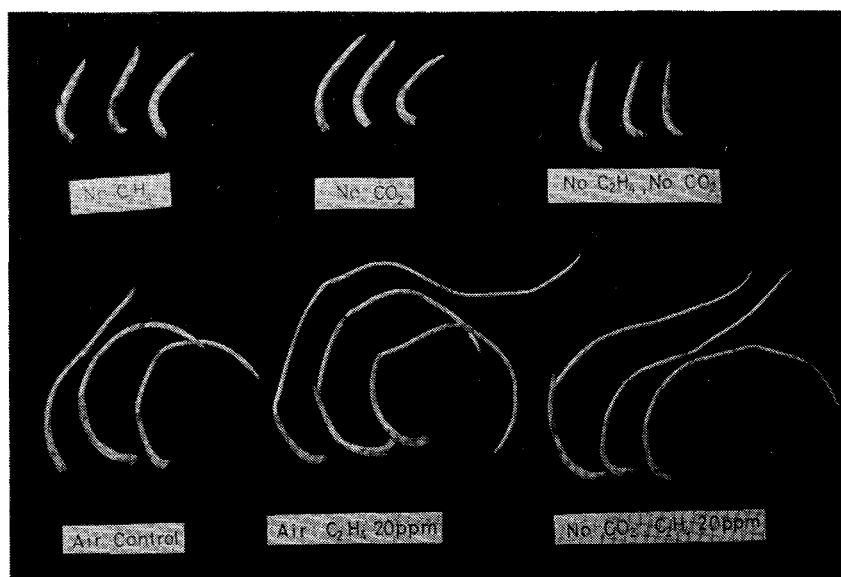 No C₂H₄
No CO₂
No C₂H₄, No CO₂
Air Control
Air C₂H₄ 20ppm
No CO₂ C₂H₄ 20ppm